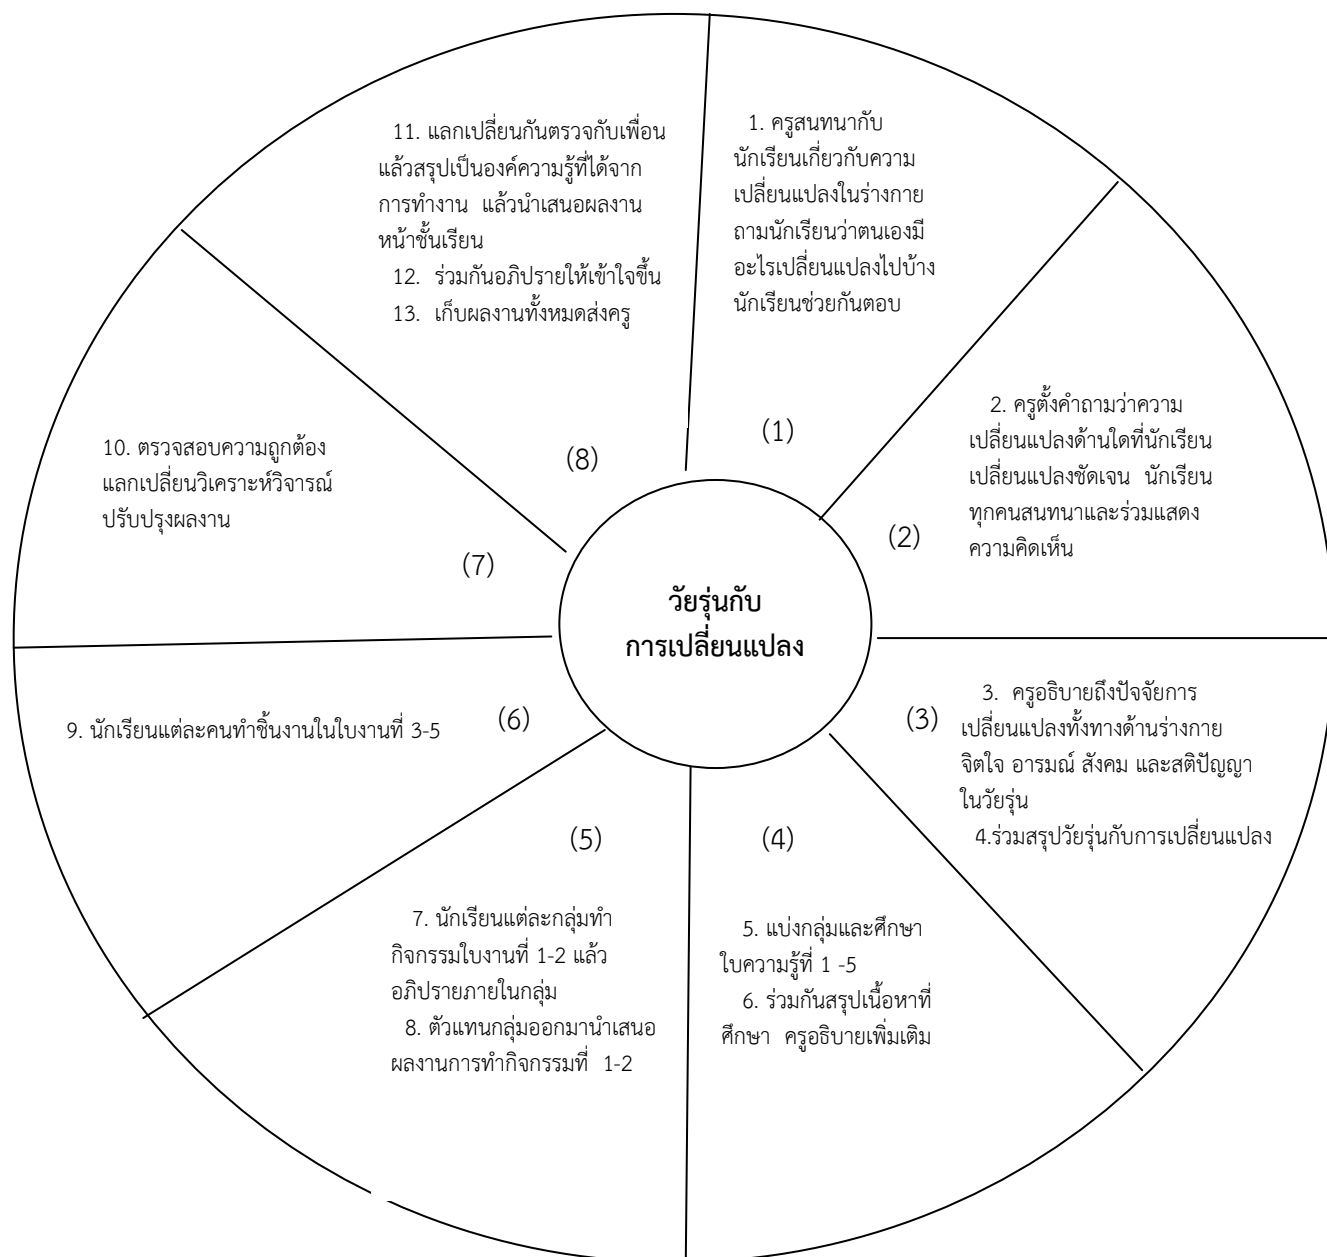 1. ครูสนทนากับ
นักเรียนเกี่ยวกับความ
เปลี่ยนแปลงในร่างกาย
ถามนักเรียนว่าตนเองมี
อะไรเปลี่ยนแปลงไปบ้าง
นักเรียนช่วยกันตอบ
(1)
2. ครูตั้งคำถามว่าความ
เปลี่ยนแปลงด้านใดที่นักเรียน
เปลี่ยนแปลงชัดเจน นักเรียน
ทุกคนสนทนาและร่วมแสดง
ความคิดเห็น
(2)
3. ครูอธิบายถึงปัจจัยการ
เปลี่ยนแปลงทั้งทางด้านร่างกาย
จิตใจ อารมณ์ สังคม และสติปัญญา
ในวัยรุ่น
4.ร่วมสรุปวัยรุ่นกับการเปลี่ยนแปลง
(3)
(4)
5. แบ่งกลุ่มและศึกษา
ใบความรู้ที่ 1 -5
6. ร่วมกันสรุปเนื้อหาที่
ศึกษา ครูอธิบายเพิ่มเติม
(5)
7. นักเรียนแต่ละกลุ่มทำ
กิจกรรมใบงานที่ 1-2 แล้ว
อภิปรายภายในกลุ่ม
8. ตัวแทนกลุ่มออกมานำเสนอ
ผลงานการทำกิจกรรมที่ 1-2
(6)
9. นักเรียนแต่ละคนทำชิ้นงานในใบงานที่ 3-5
10. ตรวจสอบความถูกต้อง
แลกเปลี่ยนวิเคราะห์วิจารณ์
ปรับปรุงผลงาน
(7)
11. แลกเปลี่ยนกันตรวจกับเพื่อน
แล้วสรุปเป็นองค์ความรู้ที่ได้จาก
การทำงาน แล้วนำเสนอผลงาน
หน้าชั้นเรียน
12. ร่วมกันอภิปรายให้เข้าใจขึ้น
13. เก็บผลงานทั้งหมดส่งครู
(8)
วัยรุ่นกับ
การเปลี่ยนแปลง